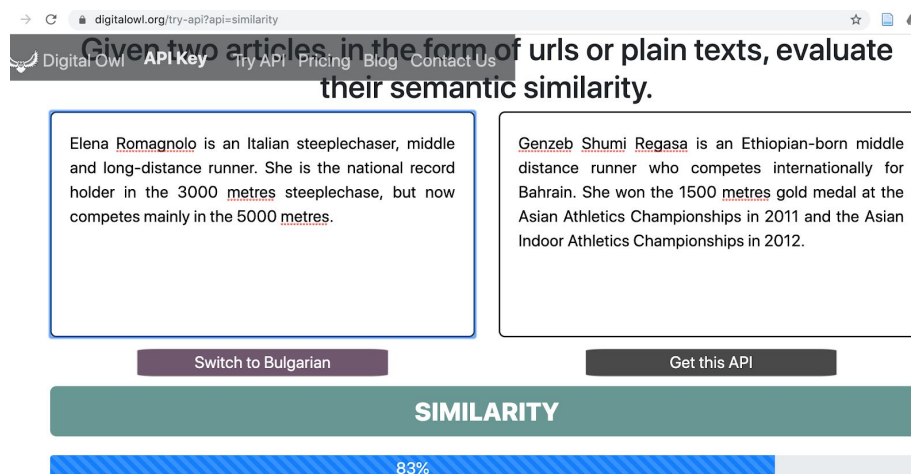 digitalowl.org/try-api?api=similarity
Given two articles, in the form of urls or plain texts, evaluate
Digital Owl API Key Try API Pricing Blog Contact Us
their semantic similarity.
Elena Romagnolo is an Italian steeplechaser, middle
and long-distance runner. She is the national record
holder in the 3000 metres steeplechase, but now
competes mainly in the 5000 metres.
Genzeb Shumi Regasa is an Ethiopian-born middle
distance runner who competes internationally for
Bahrain. She won the 1500 metres gold medal at the
Asian Athletics Championships in 2011 and the Asian
Indoor Athletics Championships in 2012.
Switch to Bulgarian
Get this API
SIMILARITY
83%